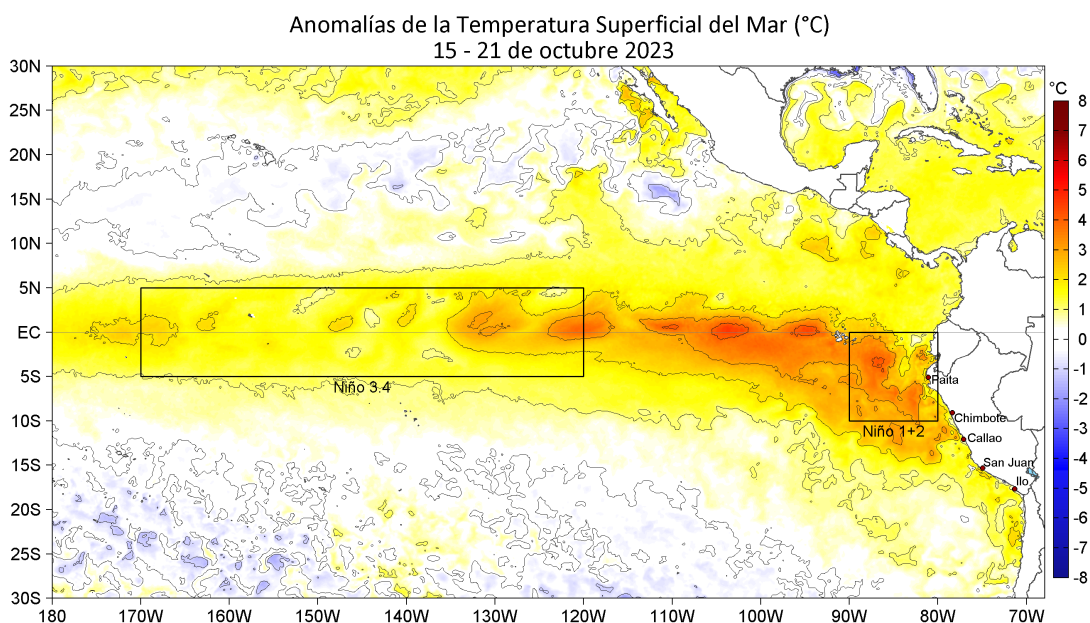 Anomalías de la Temperatura Superficial del Mar (°C)
15 - 21 de octubre 2023
30N
25N
20N
15N
10N
5N
EC
5S
10S
15S
20S
25S
30S
180
170W
160W
150W
140W
130W
120W
110W
100W
90W
80W
70W
Niño 3.4
Niño 1+2
Paita
Chimbote
Callao
San Juan
Ilo
°C
8
7
6
5
4
3
2
1
0
-1
-2
-3
-4
-5
-6
-7
-8